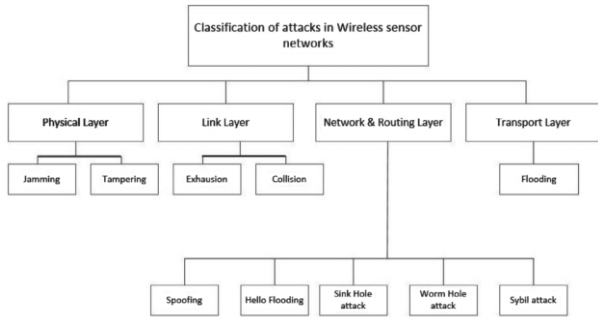 Classification of attacks in Wireless sensor
networks
Physical Layer
Link Layer
Network & Routing Layer
Transport Layer
Jamming
Tampering
Exhausion
Collision
Flooding
Spoofing
Hello Flooding
Sink Hole
attack
Worm Hole
attack
Sybil attack